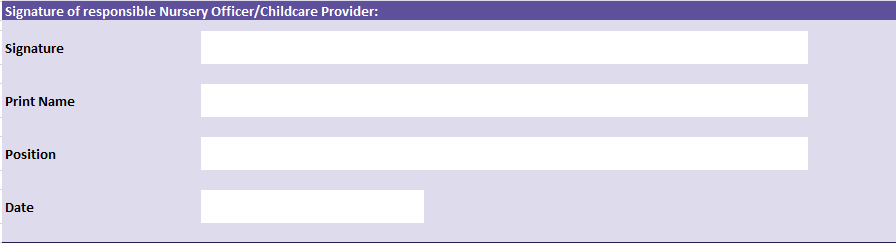 Signature of responsible Nursery Officer/Childcare Provider:
Signature
Print Name
Position
Date